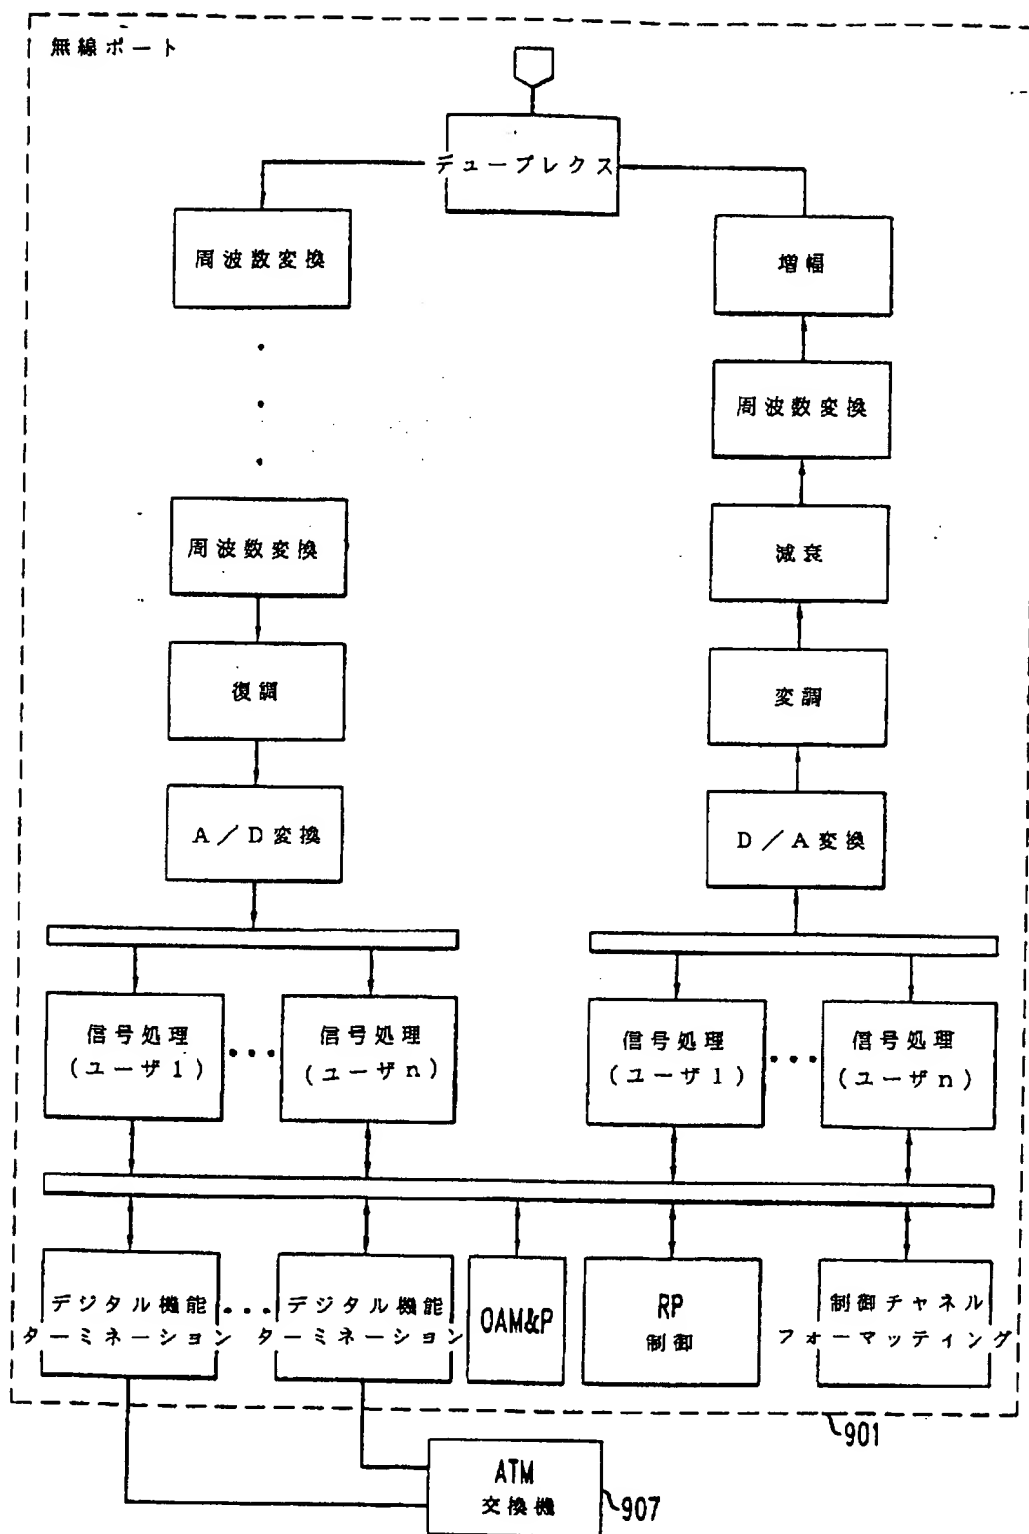 無線ポート
デュープレクス
周波数変換
増幅
周波数変換
周波数変換
減衰
復調
変調
A/D変換
D/A変換
信号処理
(ユーザ1)
信号処理
(ユーザn)
信号処理
(ユーザ1)
信号処理
(ユーザn)
デジタル機能
ターミネーション
デジタル機能
ターミネーション
OAM&P
RP
制御
制御チャネル
フォーマッティング
901
ATM
交換機
907